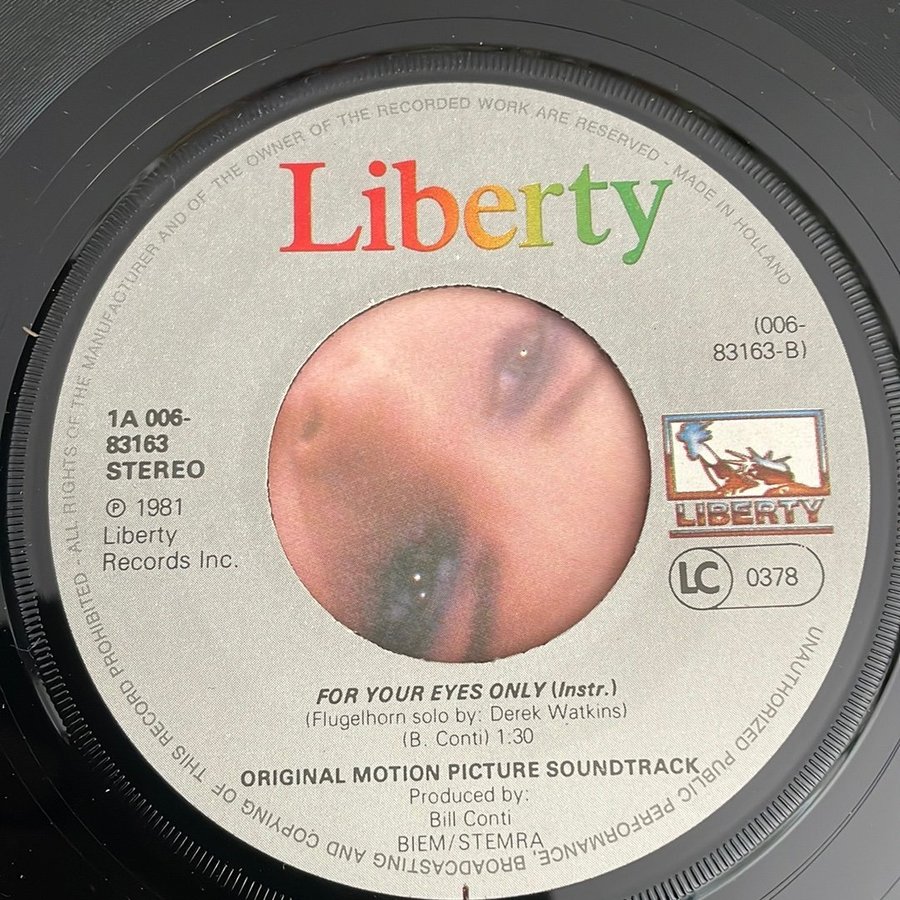 ALL RIGHTS OF THE MANUFACTURER AND OF THE OWNER OF THE RECORDED WORK ARE RESERVED - MADE IN HOLLAND
Liberty
(006-
83163-B)
1A 006-
83163
STEREO
℗ 1981
Liberty
Records Inc.
LIBERTY
LC 0378
FOR YOUR EYES ONLY (Instr.)
(Flugelhorn solo by: Derek Watkins)
(B. Conti) 1:30
ORIGINAL MOTION PICTURE SOUNDTRACK
Produced by:
Bill Conti
BIEM/STEMRA
UNAUTHORIZED PUBLIC PERFORMANCE, BROADCASTING AND COPYING OF THIS RECORD PROHIBITED -